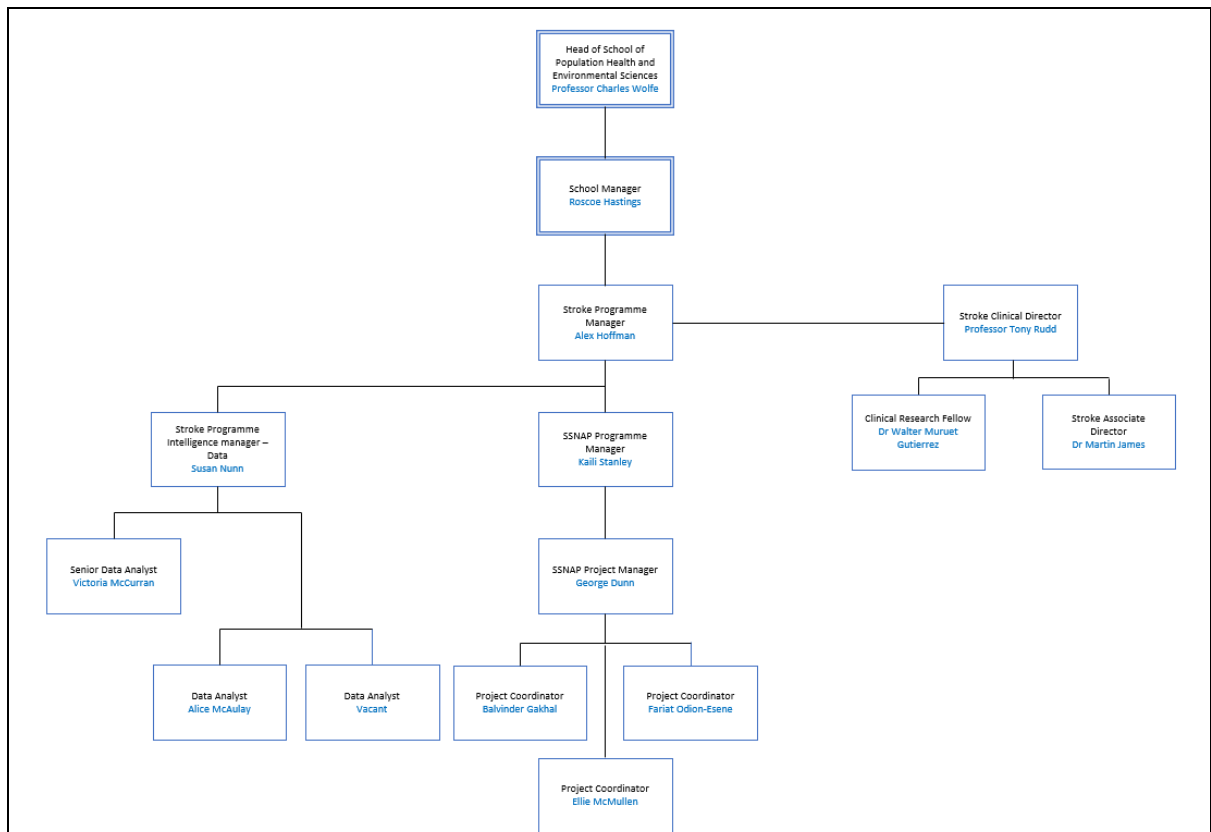 Head of School of
Population Health and
Environmental Sciences
Professor Charles Wolfe
School Manager
Roscoe Hastings
Stroke Programme
Manager
Alex Hoffman
Stroke Clinical Director
Professor Tony Rudd
Stroke Programme
Intelligence manager –
Data
Susan Nunn
SSNAP Programme
Manager
Kaili Stanley
Clinical Research Fellow
Dr Walter Muruet
Gutierrez
Stroke Associate
Director
Dr Martin James
Senior Data Analyst
Victoria McCurran
SSNAP Project Manager
George Dunn
Data Analyst
Alice McAulay
Data Analyst
Vacant
Project Coordinator
Balvinder Gakhal
Project Coordinator
Fariat Odion-Esene
Project Coordinator
Ellie McMullen